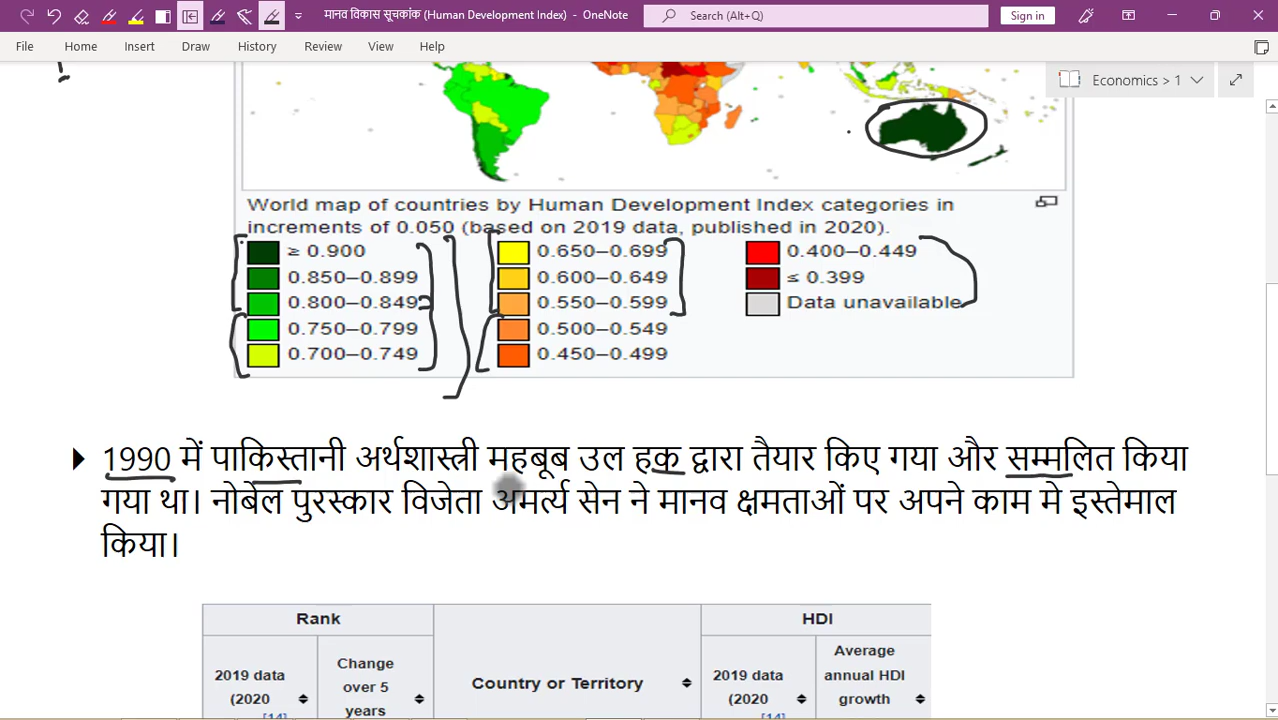 मानव विकास सूचकांक (Human Development Index) - OneNote
Search (Alt+Q)
Sign in
File Home Insert Draw History Review View Help
Economics > 1
World map of countries by Human Development Index categories in
increments of 0.050 (based on 2019 data, published in 2020).
≥ 0.900 0.650–0.699 0.400–0.449
0.850–0.899 0.600–0.649 ≤ 0.399
0.800–0.849 0.550–0.599 Data unavailable
0.750–0.799 0.500–0.549
0.700–0.749 0.450–0.499
1990 में पाकिस्तानी अर्थशास्त्री महबूब उल हक द्वारा तैयार किए गया और सम्मलित किया
गया था। नोबेल पुरस्कार विजेता अमर्त्य सेन ने मानव क्षमताओं पर अपने काम मे इस्तेमाल
किया।
Rank HDI
2019 data (2020 [14]
Change over 5 years
Country or Territory
2019 data (2020 [14]
Average annual HDI growth